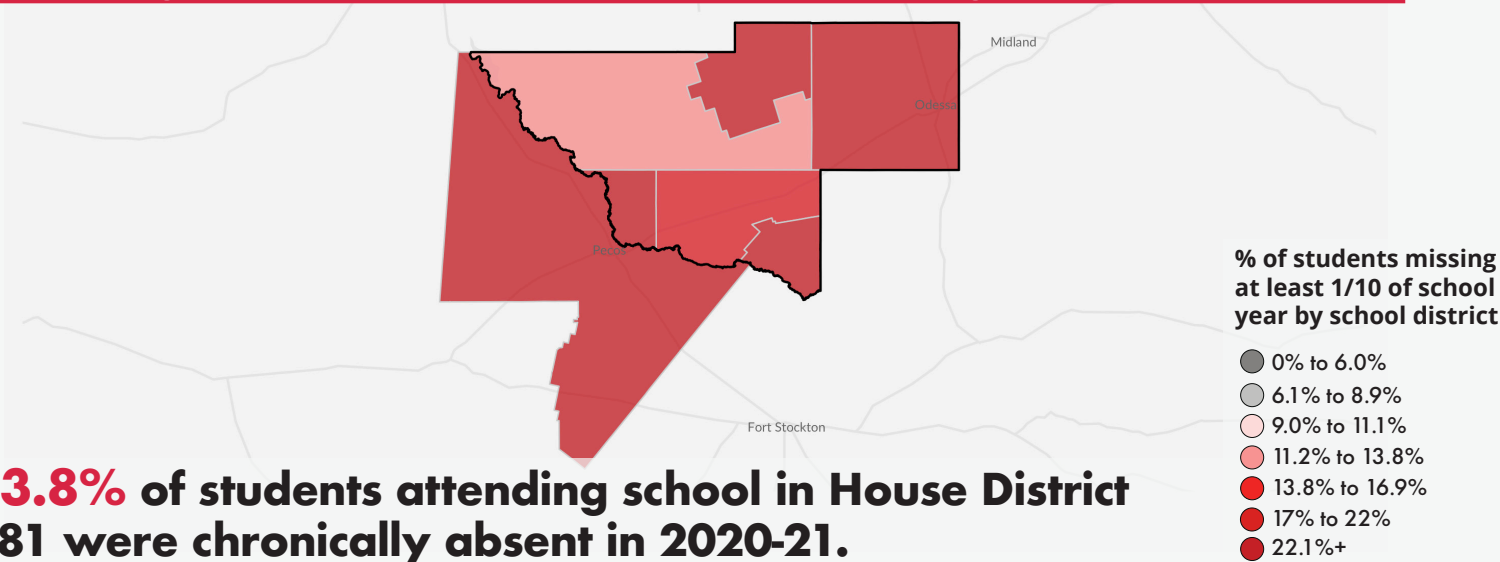 Midland
Odessa
Pecos
Fort Stockton
% of students missing
at least 1/10 of school
year by school district
0% to 6.0%
6.1% to 8.9%
9.0% to 11.1%
11.2% to 13.8%
13.8% to 16.9%
17% to 22%
22.1%+
3.8% of students attending school in House District
81 were chronically absent in 2020-21.